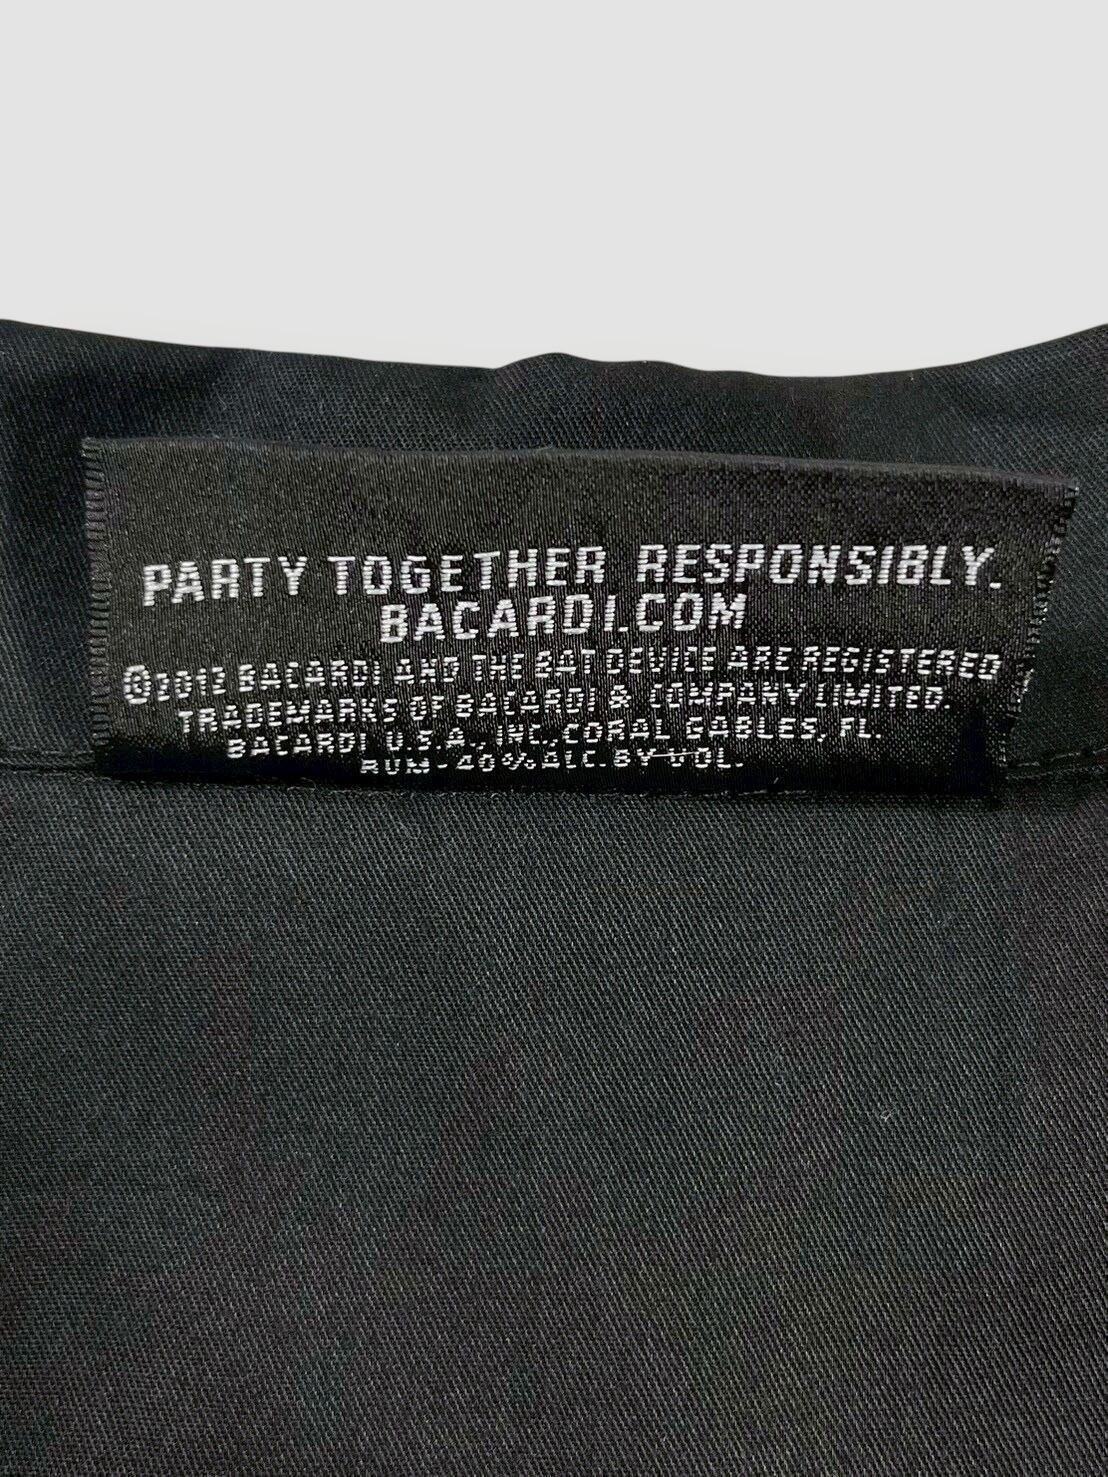 PARTY TOGETHER RESPONSIBLY.
BACARDI.COM
©2012 BACARDI AND THE BAT DEVICE ARE REGISTERED
TRADEMARKS OF BACARDI & COMPANY LIMITED.
BACARDI U.S.A., INC., CORAL GABLES, FL.
RUM - 40% ALC. BY VOL.